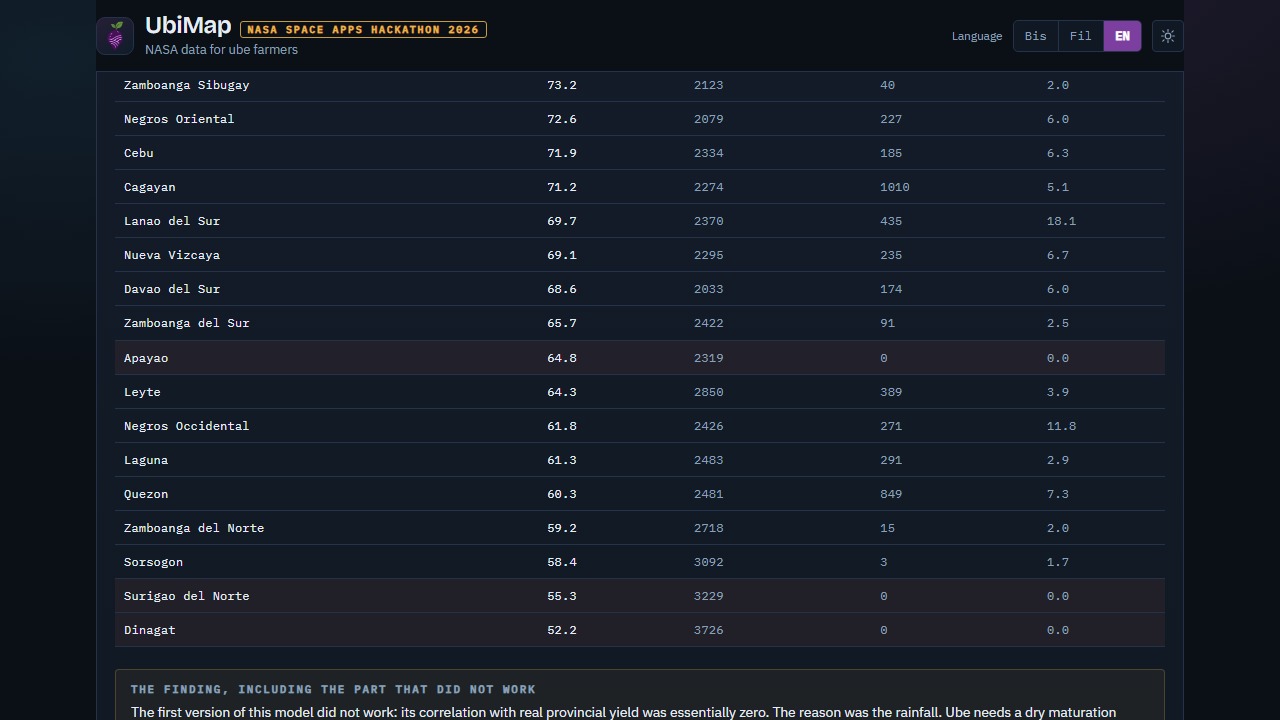 UbiMap NASA SPACE APPS HACKATHON 2026
NASA data for ube farmers
Language Bis Fil EN
Zamboanga Sibugay 73.2 2123 40 2.0
Negros Oriental 72.6 2079 227 6.0
Cebu 71.9 2334 185 6.3
Cagayan 71.2 2274 1010 5.1
Lanao del Sur 69.7 2370 435 18.1
Nueva Vizcaya 69.1 2295 235 6.7
Davao del Sur 68.6 2033 174 6.0
Zamboanga del Sur 65.7 2422 91 2.5
Apayao 64.8 2319 0 0.0
Leyte 64.3 2850 389 3.9
Negros Occidental 61.8 2426 271 11.8
Laguna 61.3 2483 291 2.9
Quezon 60.3 2481 849 7.3
Zamboanga del Norte 59.2 2718 15 2.0
Sorsogon 58.4 3092 3 1.7
Surigao del Norte 55.3 3229 0 0.0
Dinagat 52.2 3726 0 0.0
THE FINDING, INCLUDING THE PART THAT DID NOT WORK
The first version of this model did not work: its correlation with real provincial yield was essentially zero. The reason was the rainfall. Ube needs a dry maturation